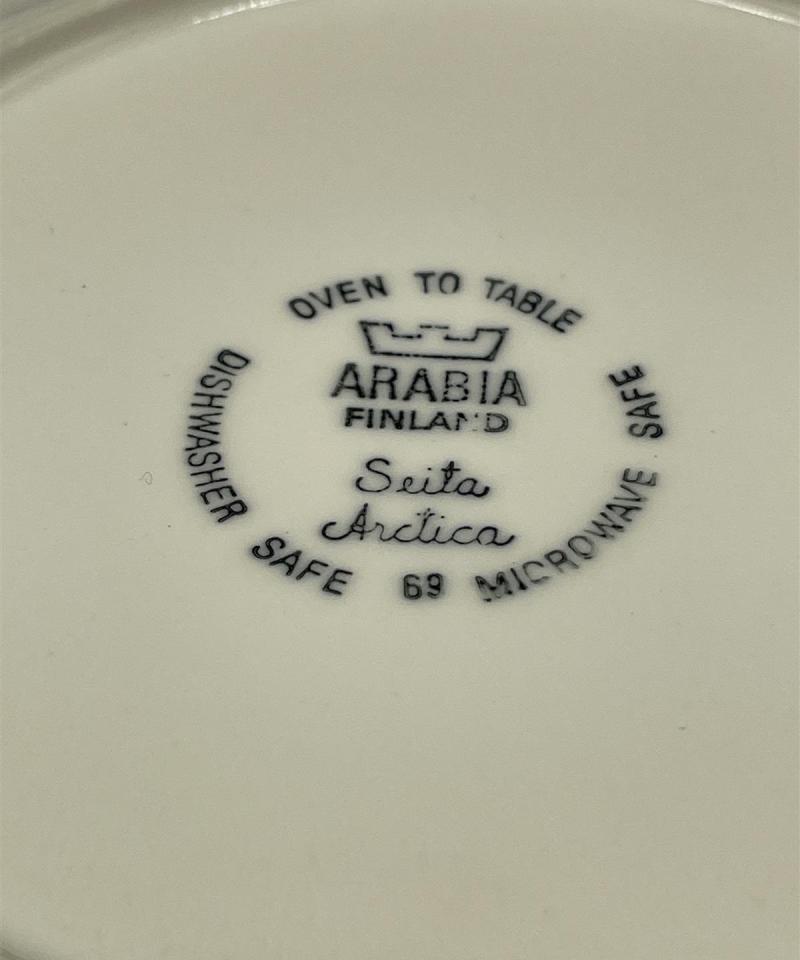 OVEN TO TABLE
ARABIA
FINLAND
Seita
Arctica
DISHWASHER SAFE 69 MICROWAVE SAFE